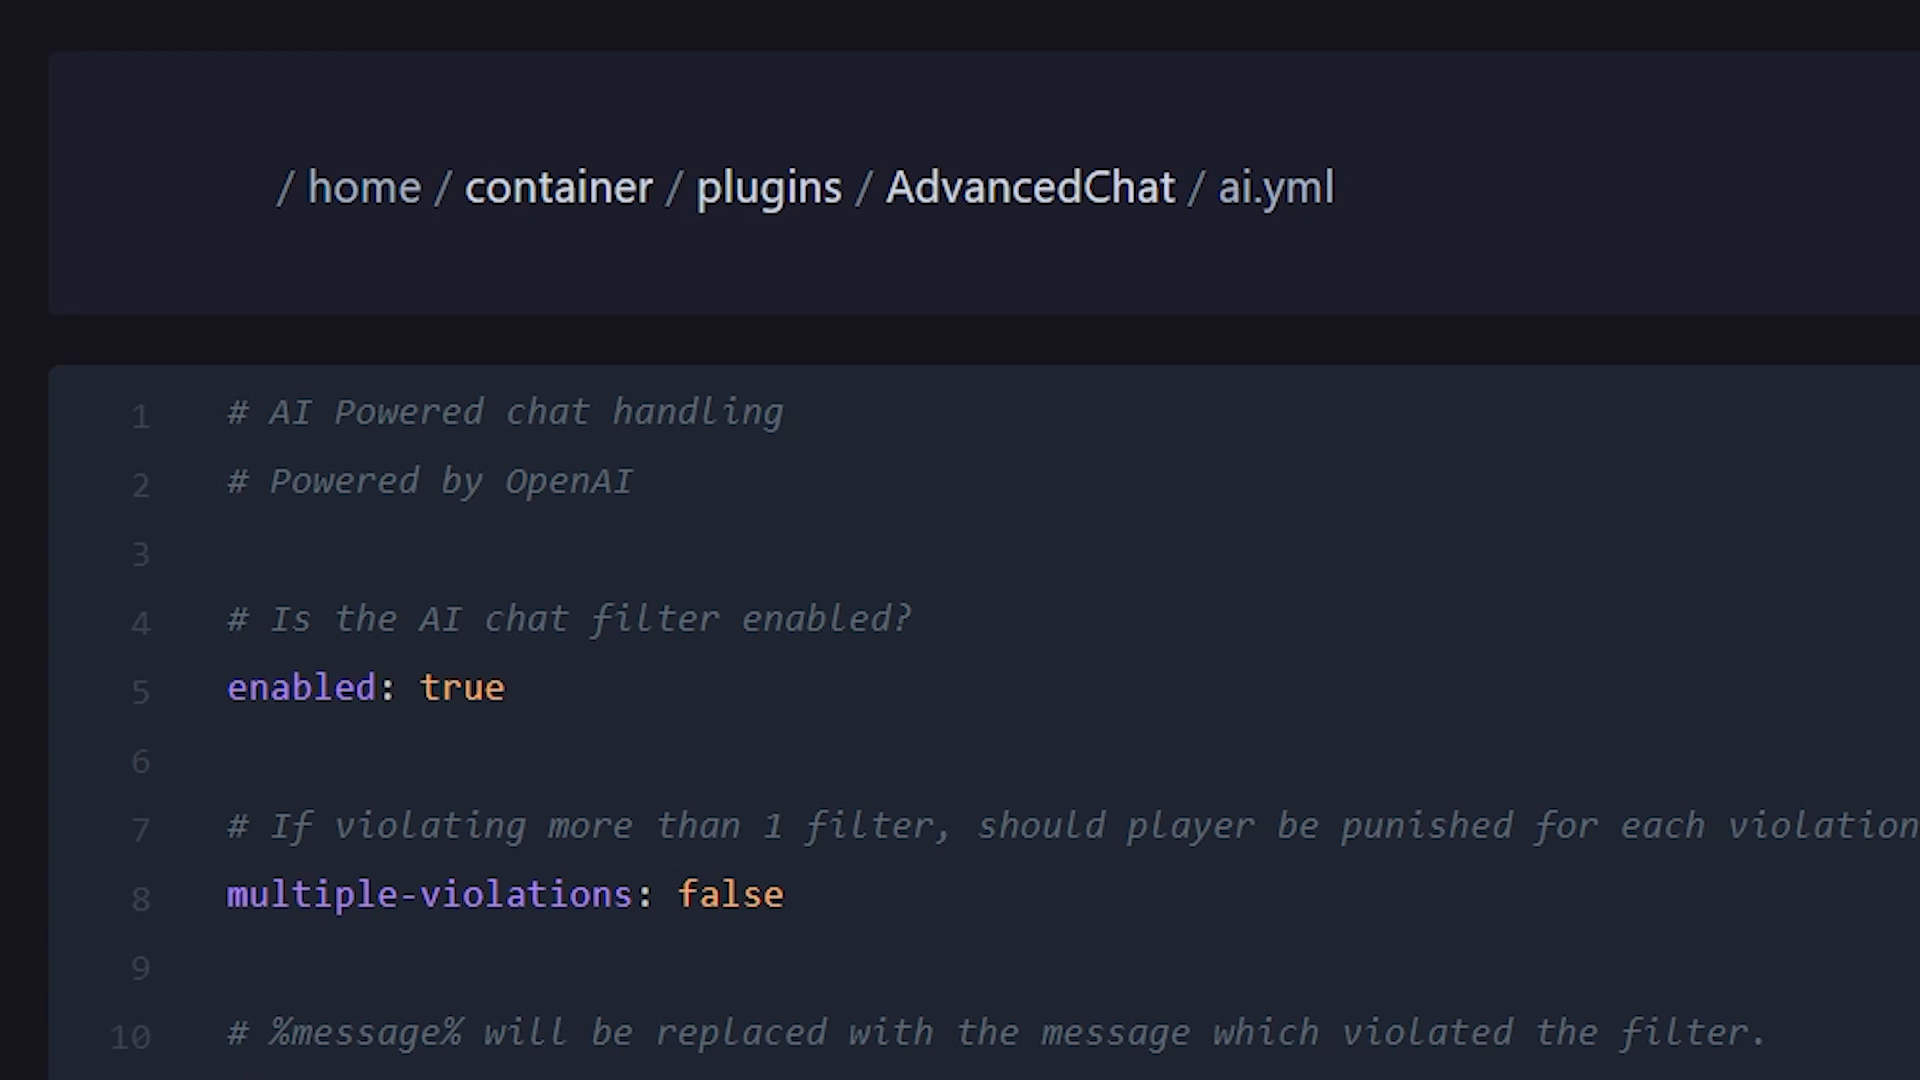 / home / container / plugins / AdvancedChat / ai.yml
1 # AI Powered chat handling
2 # Powered by OpenAI
3
4 # Is the AI chat filter enabled?
5 enabled: true
6
7 # If violating more than 1 filter, should player be punished for each violation
8 multiple-violations: false
9
10 # %message% will be replaced with the message which violated the filter.